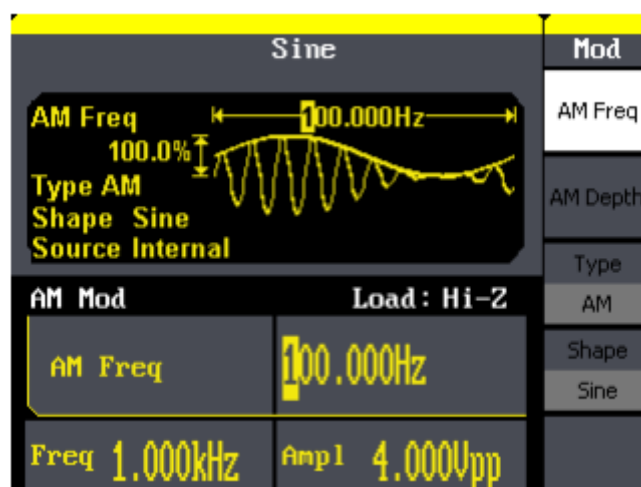 Sine
Mod
AM Freq
100.000Hz
100.0%
Type AM
Shape Sine
Source Internal
AM Mod
Load: Hi-Z
AM Freq
100.000Hz
Freq 1.000kHz
Ampl 4.000Vpp
AM Freq
AM Depth
Type
AM
Shape
Sine